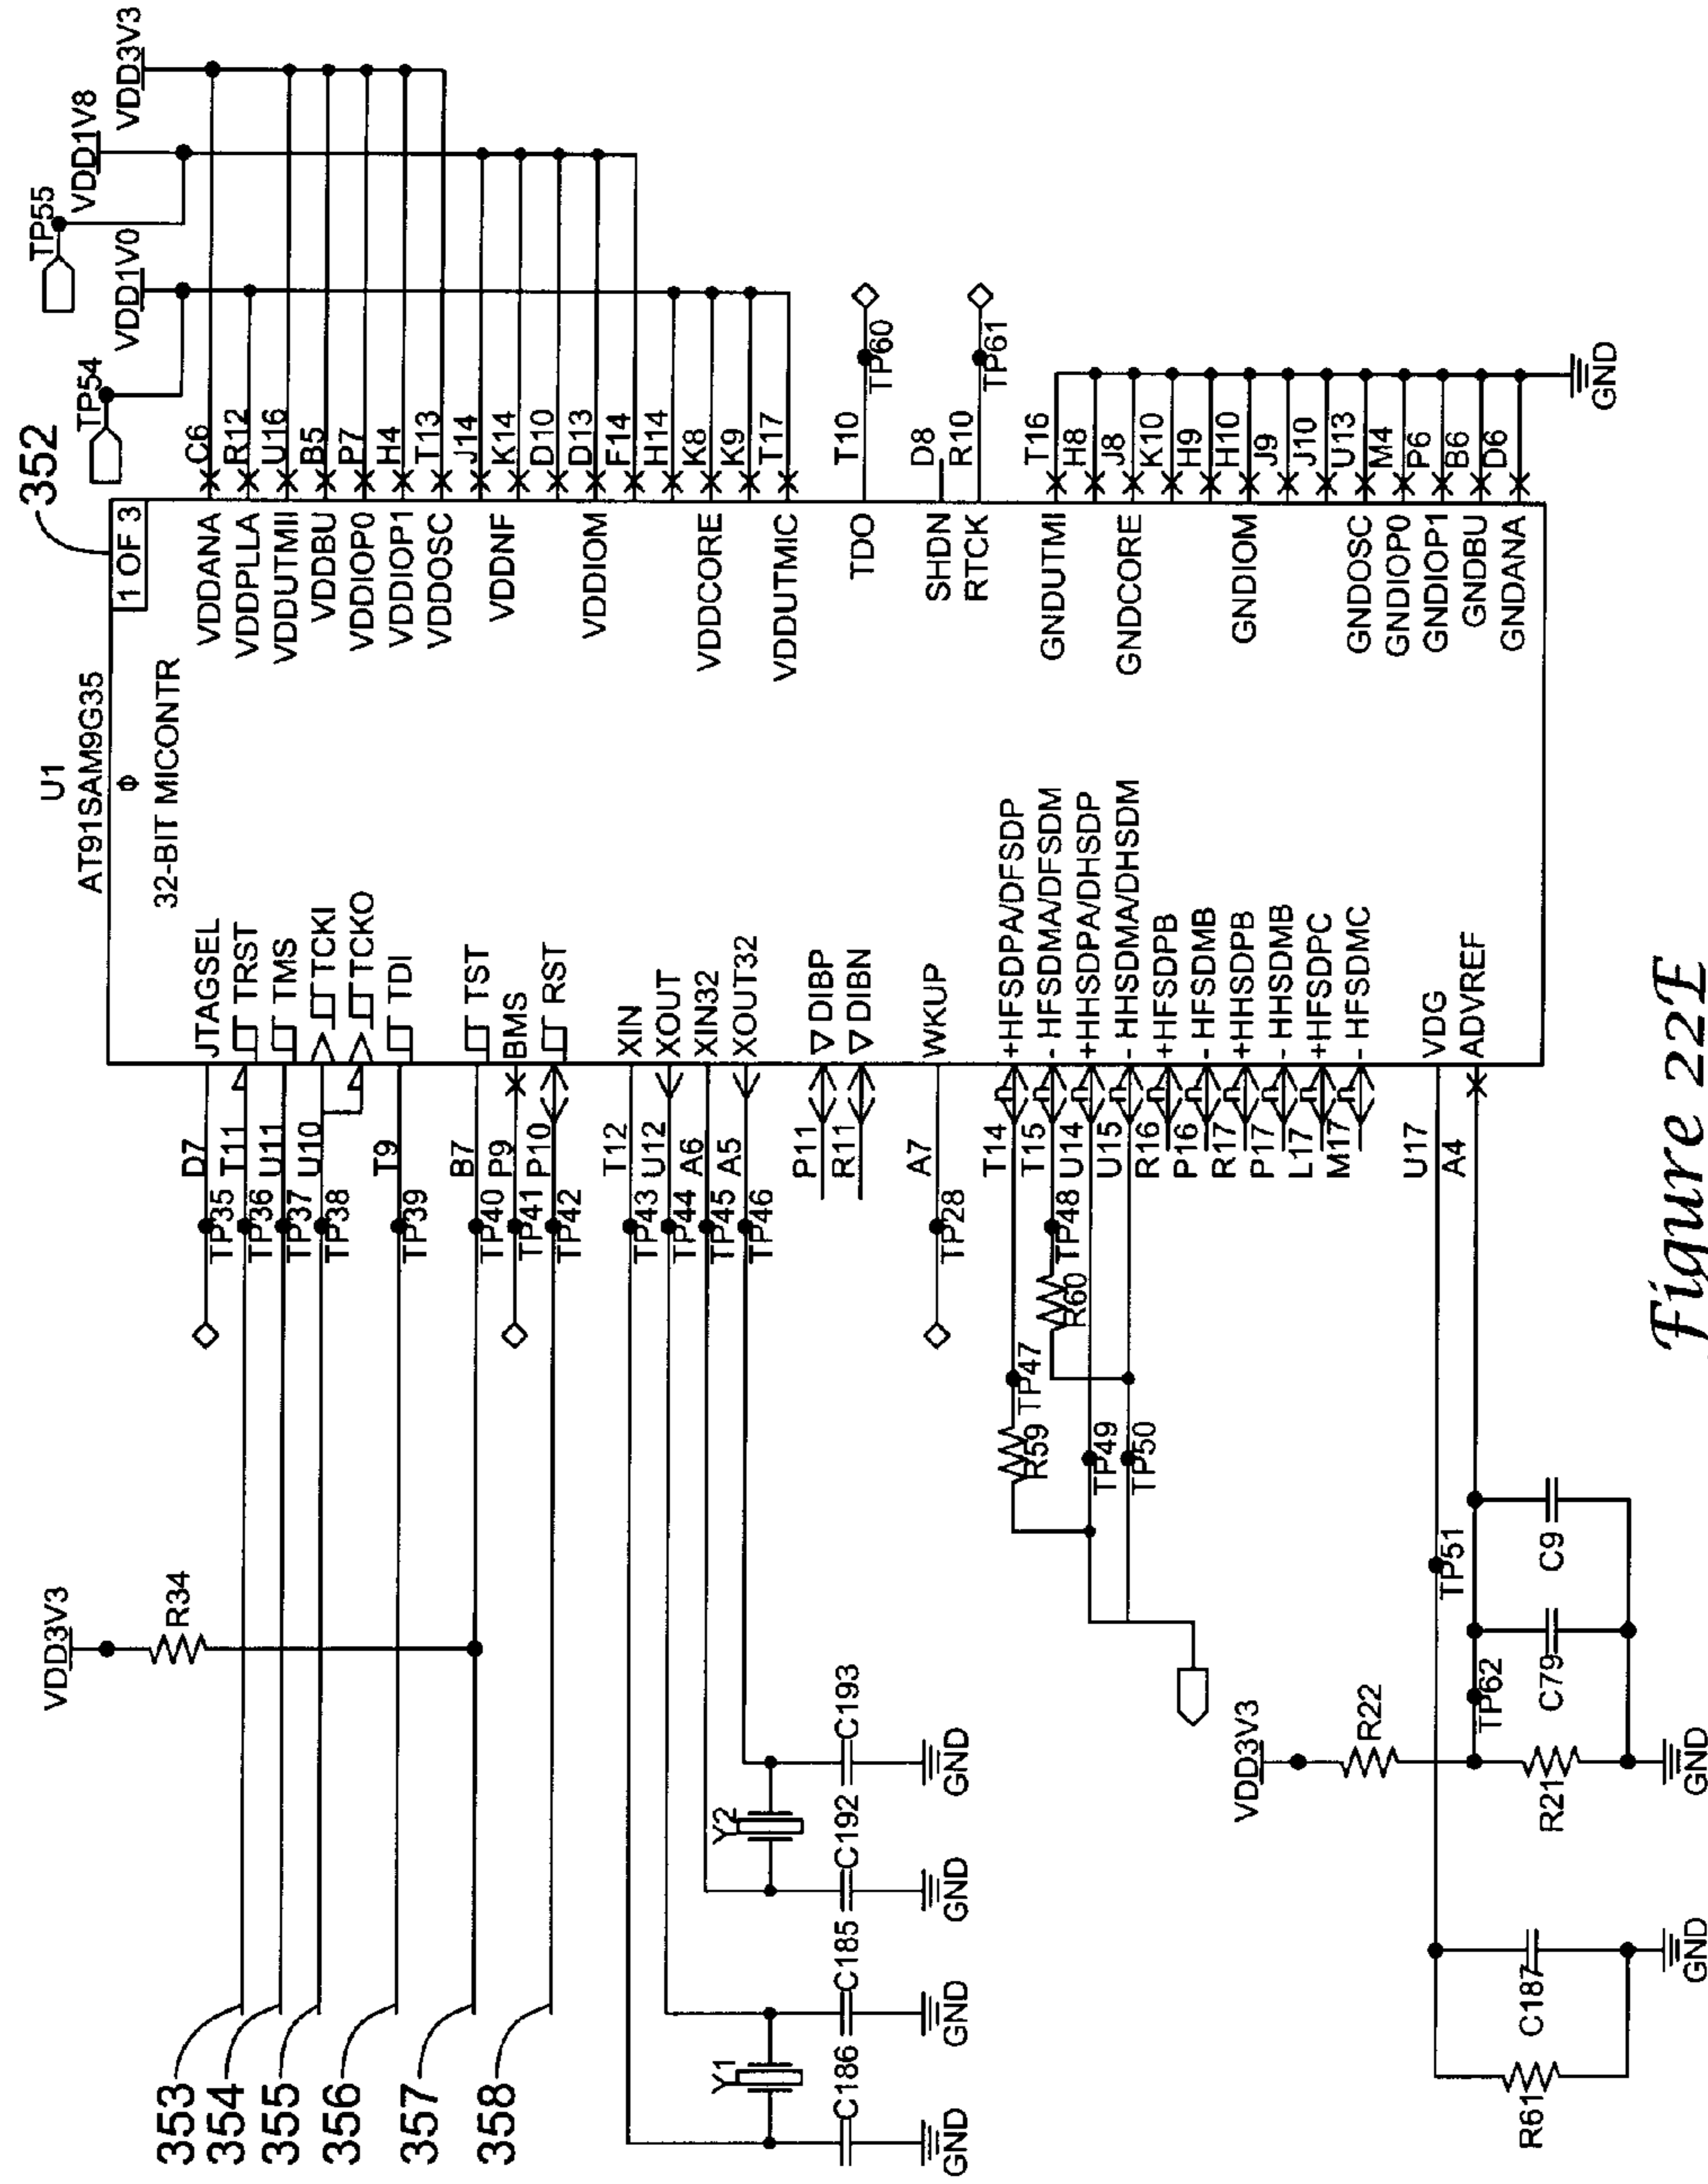 352
U1
AT91SAM9G35
Φ
32-BIT MICONTR
1 OF 3
TP54
TP55
VDD1V0
VDD1V8
VDD3V3
VDD3V3
R34
353
354
355
356
357
358
D7 JTAGSEL
TP35
T11 TRST
TP36
U11 TMS
TP37
U10 TCKI
TP38
TCKO
T9 TDI
TP39
B7 TST
TP40
P9 BMS
TP41
P10 RST
TP42
T12 XIN
TP43
U12 XOUT
TP44
A6 XIN32
TP45
A5 XOUT32
TP46
P11 DIBP
R11 DIBN
A7 WKUP
TP28
T14 +HFSDPA/DFSDP
T15 -HFSDMA/DFSDM
U14 +HHSDPA/DHSDP
U15 -HHSDMA/DHSDM
R16 +HFSDPB
P16 -HFSDMB
R17 +HHSDPB
P17 -HHSDMB
L17 +HFSDPC
M17 -HFSDMC
U17 VDG
A4 ADVREF
VDDANA C6
VDDPLLA R12
VDDUTMII U16
VDDBU B5
VDDIOP0 P7
VDDIOP1 H4
VDDOSC T13
J14
VDDNF K14
D10
VDDIOM D13
F14
H14
VDDCORE K8
K9
VDDUTMIC T17
TDO T10
TP60
SHDN D8
RTCK R10
TP61
GNDUTMI T16
H8
GNDCORE J8
K10
H9
GNDIOM H10
J9
J10
GNDOSC U13
GNDIOP0 M4
GNDIOP1 P6
GNDBU B6
GNDANA D6
GND
R59
TP47
R60
TP48
TP49
TP50
Y1
Y2
C186
C185
C192
C193
GND
GND
GND
GND
TP51
VDD3V3
R22
TP62
R21
C79
C9
GND
R61
C187
GND
Figure 22E